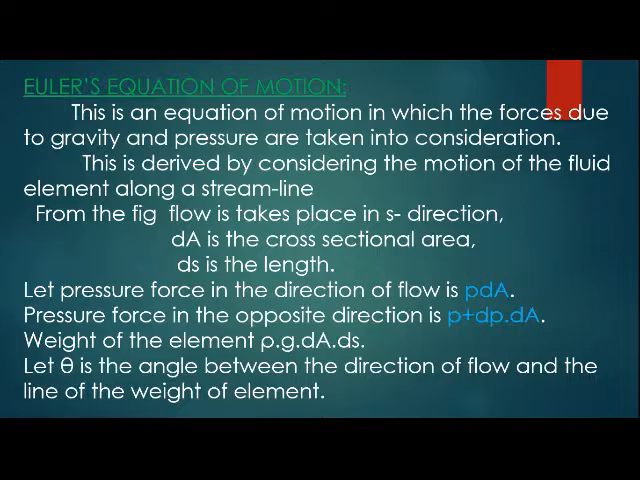 EULER'S EQUATION OF MOTION:
This is an equation of motion in which the forces due
to gravity and pressure are taken into consideration.
This is derived by considering the motion of the fluid
element along a stream-line
From the fig flow is takes place in s- direction,
dA is the cross sectional area,
ds is the length.
Let pressure force in the direction of flow is pdA.
Pressure force in the opposite direction is p+dp.dA.
Weight of the element ρ.g.dA.ds.
Let θ is the angle between the direction of flow and the
line of the weight of element.